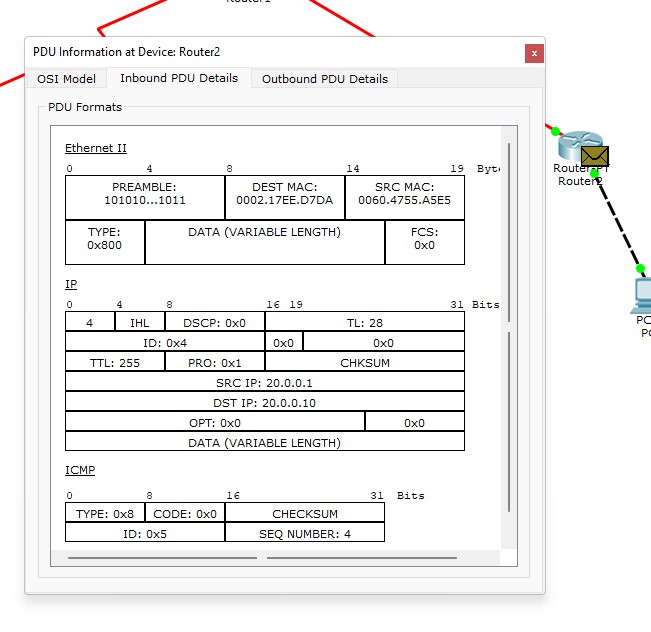 Router1
PDU Information at Device: Router2
x
OSI Model Inbound PDU Details Outbound PDU Details
PDU Formats
Ethernet II
0 4 8 14 19 Byte
PREAMBLE: DEST MAC: SRC MAC:
101010...1011 0002.17EE.D7DA 0060.4755.A5E5
TYPE: DATA (VARIABLE LENGTH) FCS:
0x800 0x0
IP
0 4 8 16 19 31 Bits
4 IHL DSCP: 0x0 TL: 28
ID: 0x4 0x0 0x0
TTL: 255 PRO: 0x1 CHKSUM
SRC IP: 20.0.0.1
DST IP: 20.0.0.10
OPT: 0x0 0x0
DATA (VARIABLE LENGTH)
ICMP
0 8 16 31 Bits
TYPE: 0x8 CODE: 0x0 CHECKSUM
ID: 0x5 SEQ NUMBER: 4
Router-PT
Router2
PC
PC